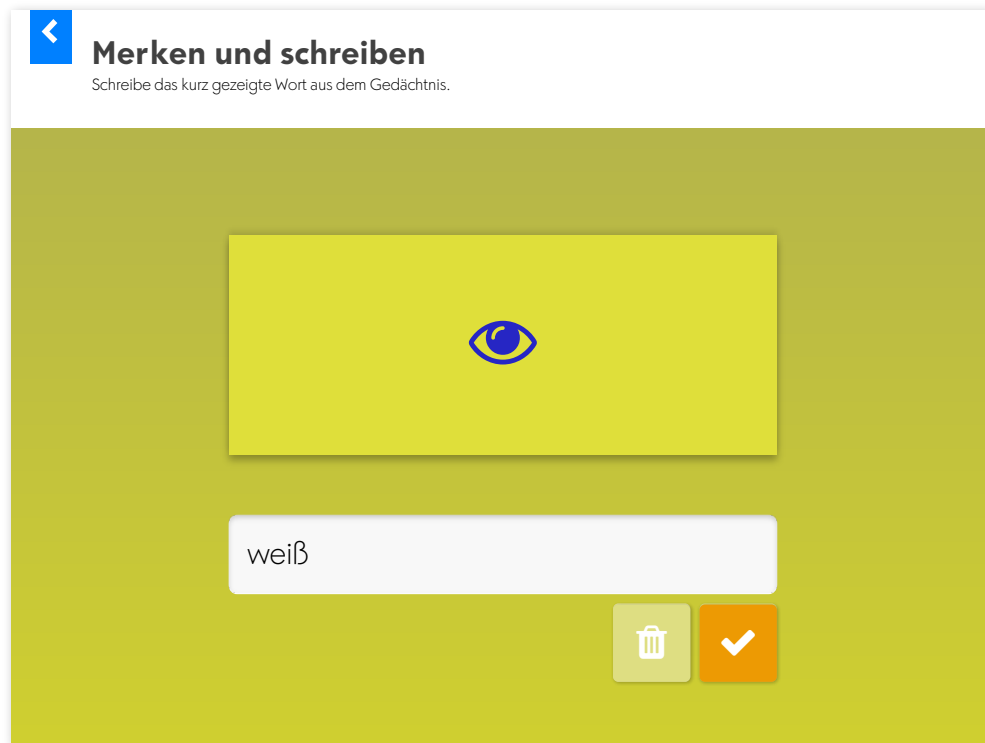 Merken und schreiben
Schreibe das kurz gezeigte Wort aus dem Gedächtnis.
weiß